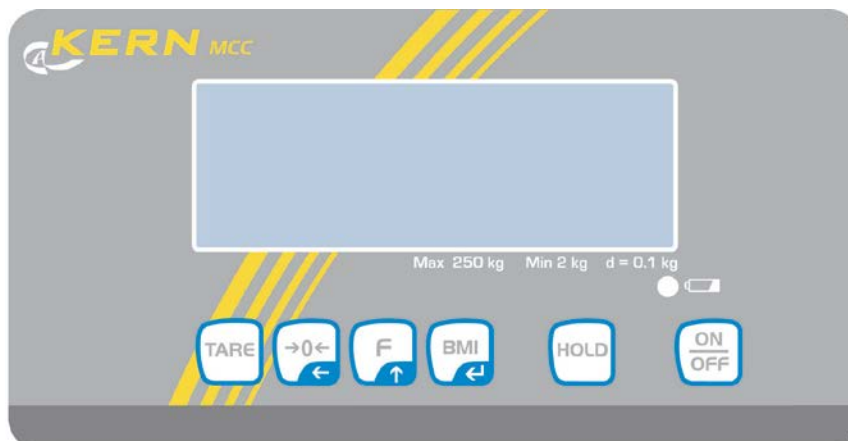 KERN MCC
Max 250 kg Min 2 kg d = 0.1 kg
TARE →0← F BMI HOLD ON
OFF